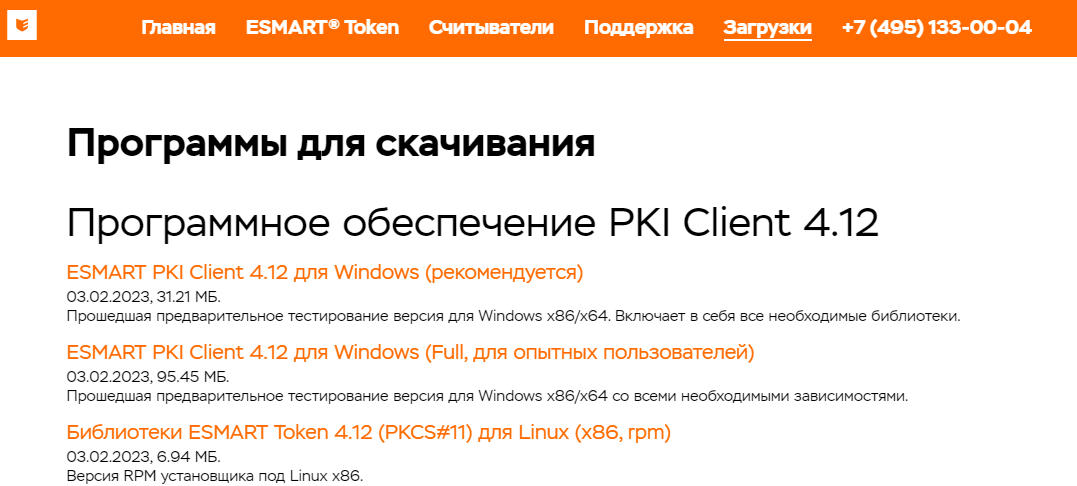 Главная ESMART® Token Считыватели Поддержка Загрузки +7 (495) 133-00-04
Программы для скачивания
Программное обеспечение PKI Client 4.12
ESMART PKI Client 4.12 для Windows (рекомендуется)
03.02.2023, 31.21 МБ.
Прошедшая предварительное тестирование версия для Windows x86/x64. Включает в себя все необходимые библиотеки.
ESMART PKI Client 4.12 для Windows (Full, для опытных пользователей)
03.02.2023, 95.45 МБ.
Прошедшая предварительное тестирование версия для Windows x86/x64 со всеми необходимыми зависимостями.
Библиотеки ESMART Token 4.12 (PKCS#11) для Linux (x86, rpm)
03.02.2023, 6.94 МБ.
Версия RPM установщика под Linux x86.